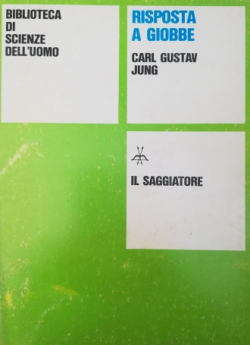 BIBLIOTECA
DI
SCIENZE
DELL'UOMO
RISPOSTA
A GIOBBE
CARL GUSTAV
JUNG
IL SAGGIATORE